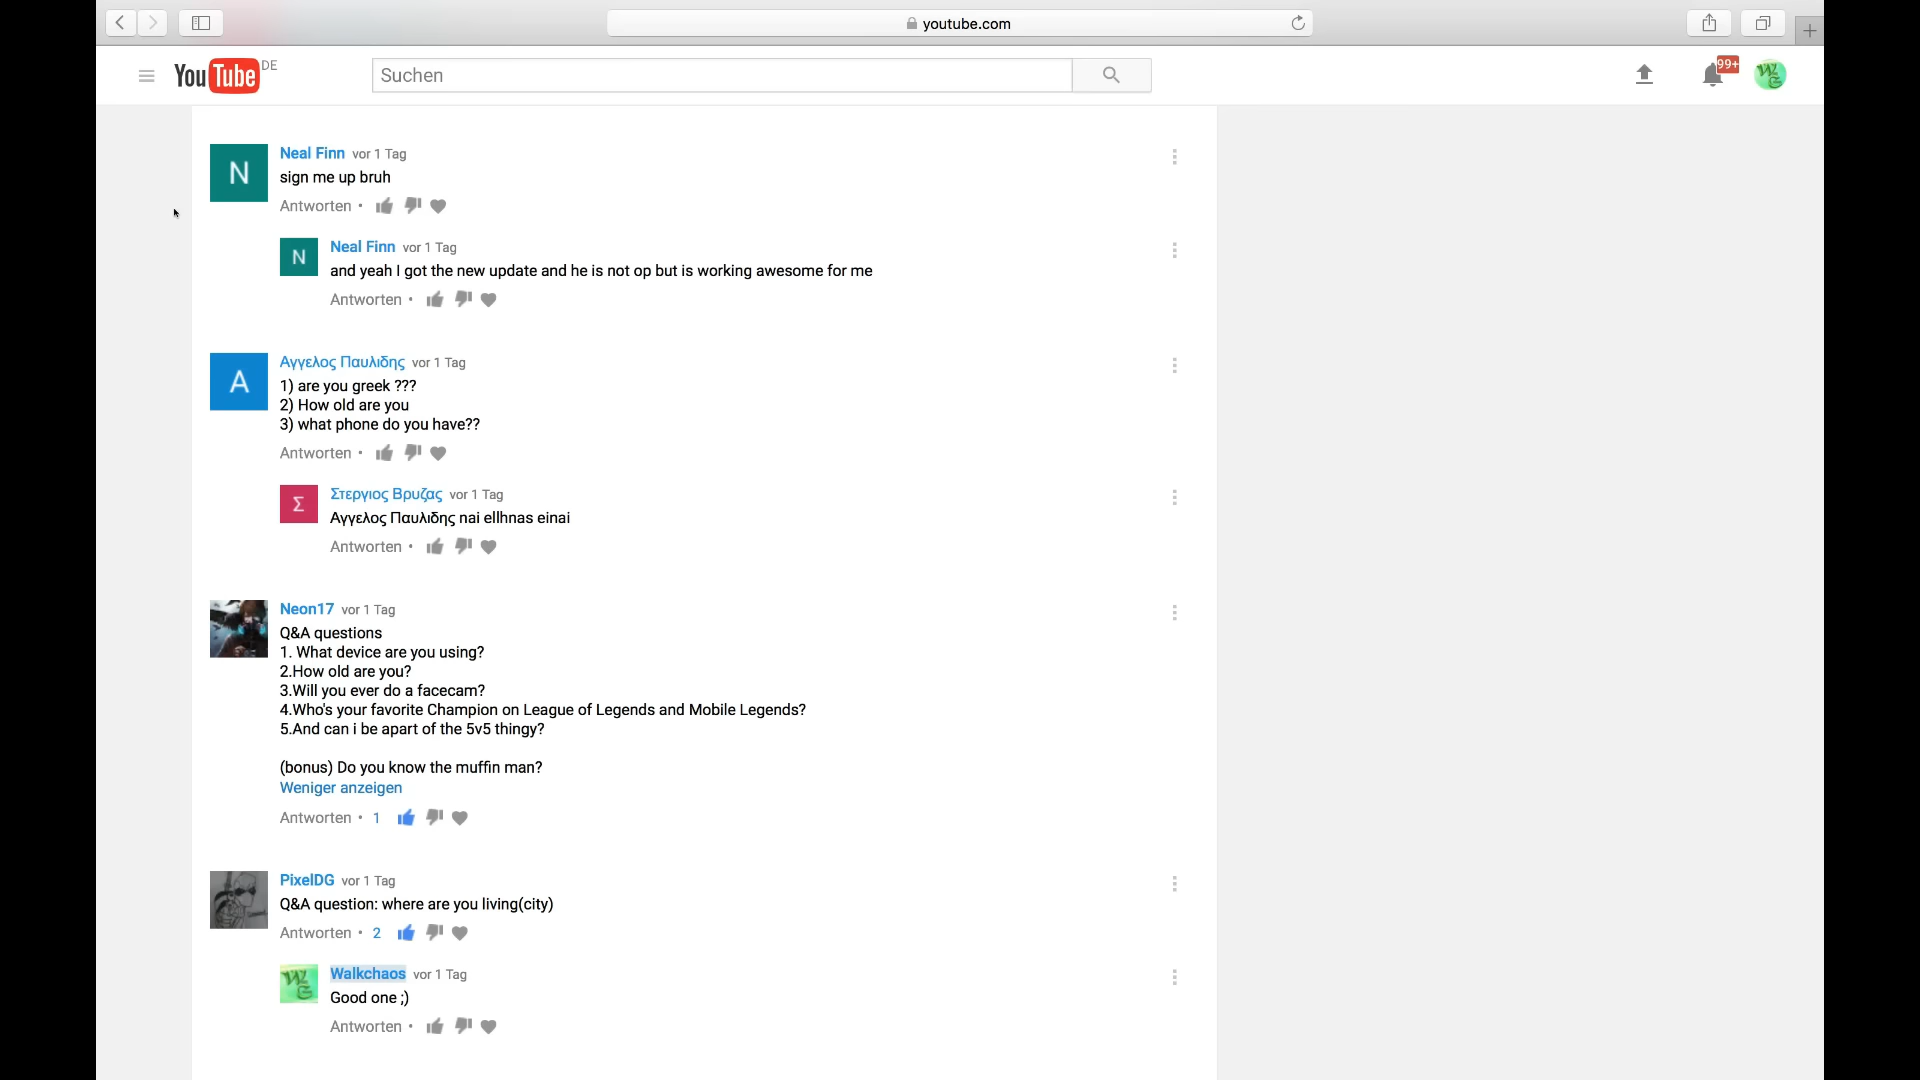 youtube.com
YouTube DE
Suchen
99+
N
Neal Finn vor 1 Tag
sign me up bruh
Antworten •
N
Neal Finn vor 1 Tag
and yeah I got the new update and he is not op but is working awesome for me
Antworten •
A
Αγγελος Παυλιδης vor 1 Tag
1) are you greek ???
2) How old are you
3) what phone do you have??
Antworten •
Σ
Στεργιος Βρυζας vor 1 Tag
Αγγελος Παυλιδης nai ellhnas einai
Antworten •
Neon17 vor 1 Tag
Q&A questions
1. What device are you using?
2.How old are you?
3.Will you ever do a facecam?
4.Who's your favorite Champion on League of Legends and Mobile Legends?
5.And can i be apart of the 5v5 thingy?
(bonus) Do you know the muffin man?
Weniger anzeigen
Antworten • 1
PixelDG vor 1 Tag
Q&A question: where are you living(city)
Antworten • 2
Walkchaos vor 1 Tag
Good one ;)
Antworten •